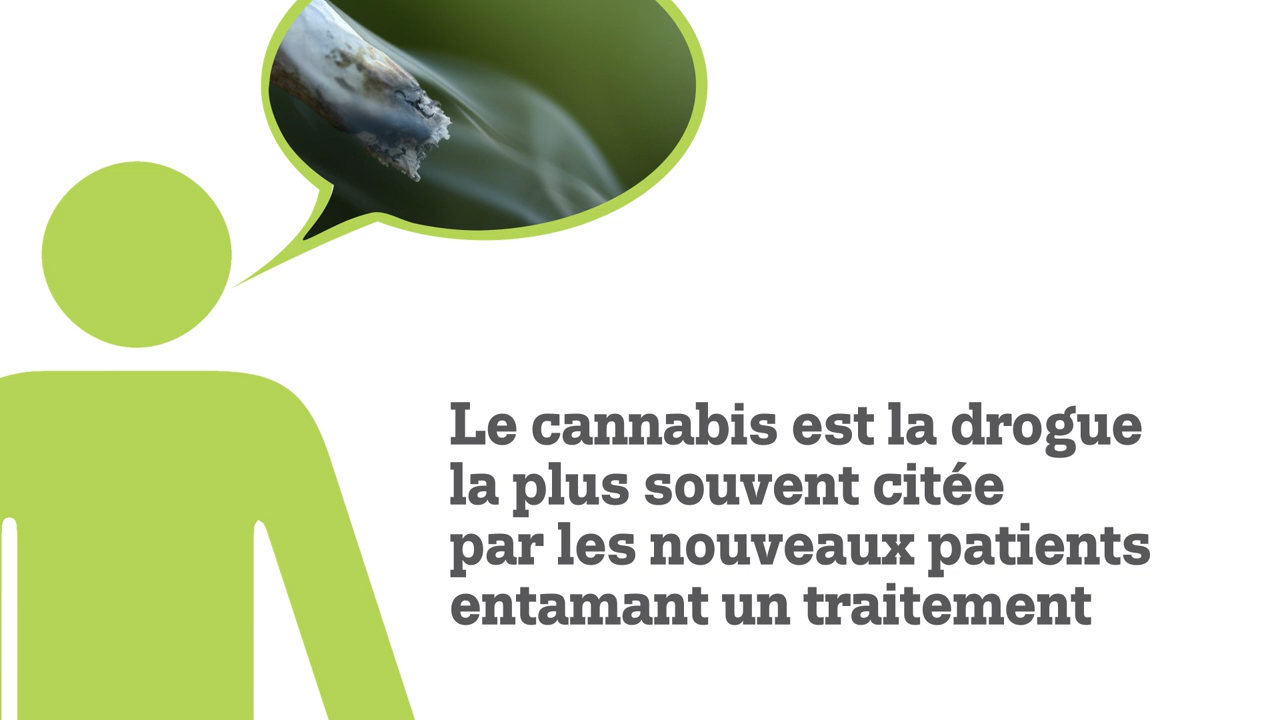 Le cannabis est la drogue
la plus souvent citée
par les nouveaux patients
entamant un traitement